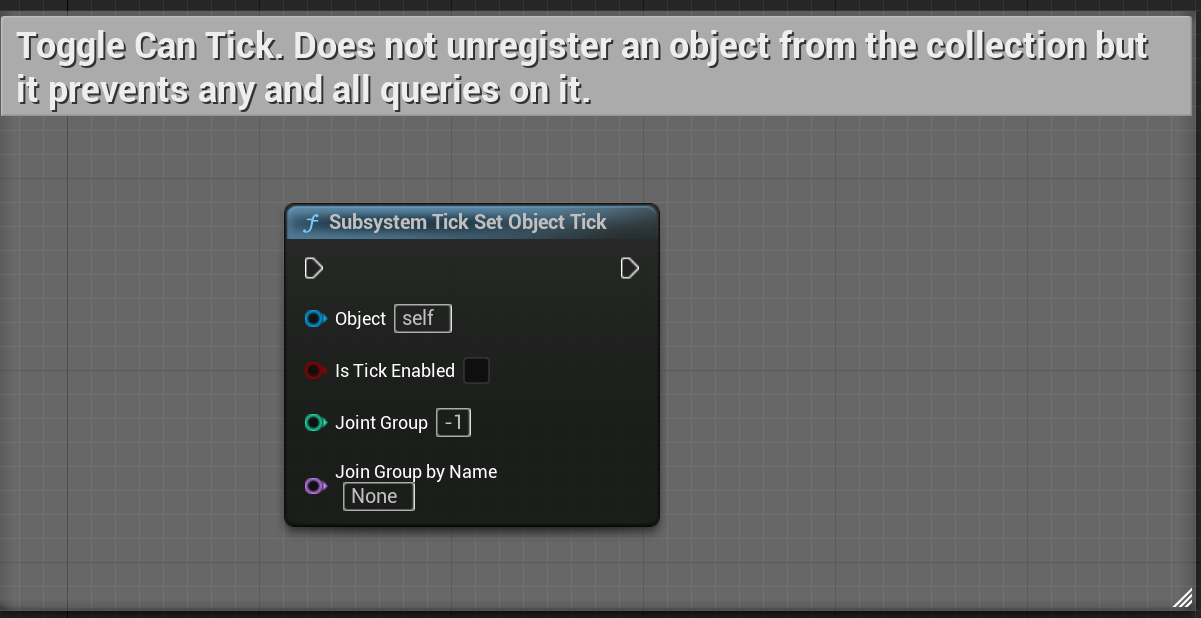 Toggle Can Tick. Does not unregister an object from the collection but
it prevents any and all queries on it.
Subsystem Tick Set Object Tick
Object self
Is Tick Enabled
Joint Group -1
Join Group by Name
None